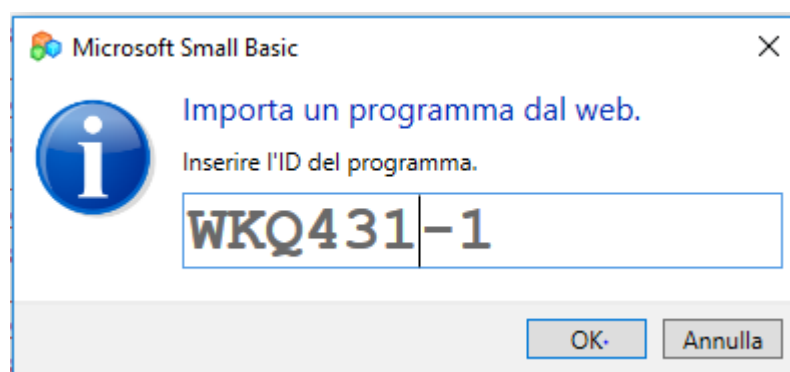 Microsoft Small Basic
Importa un programma dal web.
Inserire l'ID del programma.
WKQ431-1
OK
Annulla